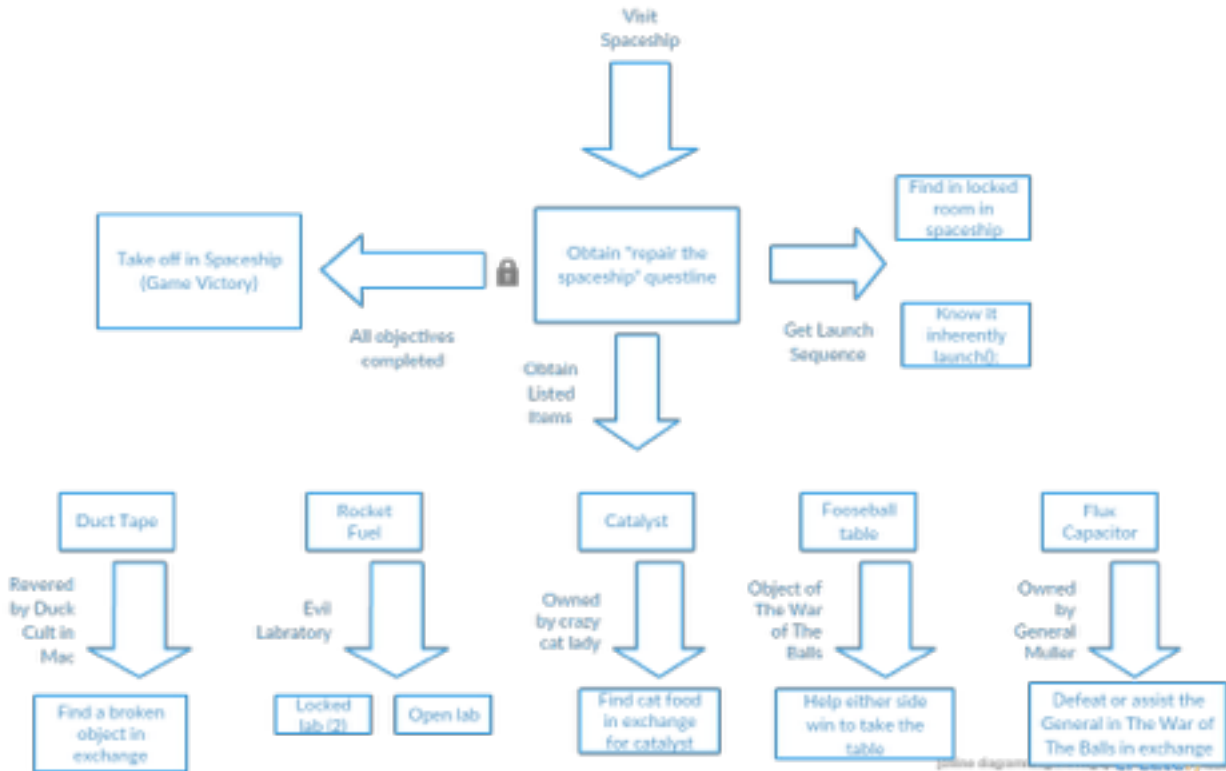 Visit
Spaceship
Find in locked
room in
spaceship
Take off in Spaceship
(Game Victory)
Obtain "repair the
spaceship" questline
All objectives
completed
Get Launch
Sequence
Know it
inherently
launch();
Obtain
Listed
Items
Duct Tape
Rocket
Fuel
Catalyst
Fooseball
table
Flux
Capacitor
Revered
by Duck
Cult in
Mac
Evil
Labratory
Owned
by crazy
cat lady
Object of
The War
of The
Balls
Owned
by
General
Muller
Find a broken
object in
exchange
Locked
lab (2)
Open lab
Find cat food
in exchange
for catalyst
Help either side
win to take the
table
Defeat or assist the
General in The War of
The Balls in exchange